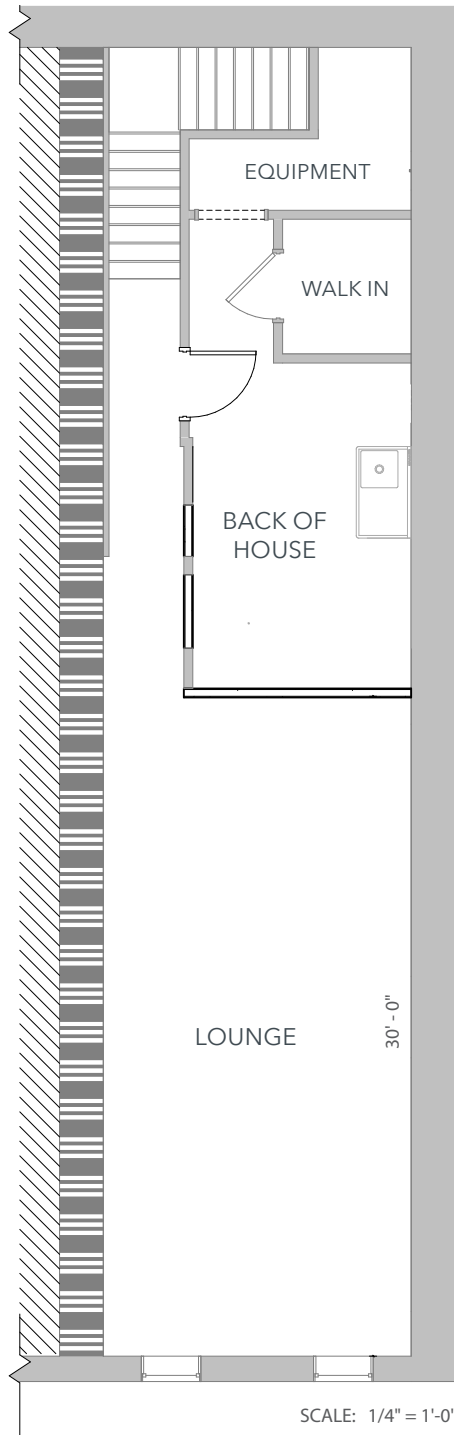 EQUIPMENT
WALK IN
BACK OF
HOUSE
LOUNGE
30' - 0"
SCALE: 1/4" = 1'-0'